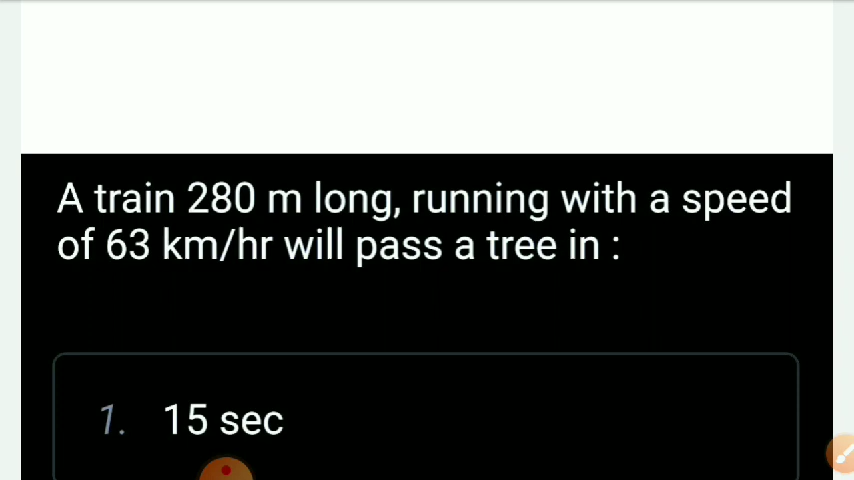 A train 280 m long, running with a speed
of 63 km/hr will pass a tree in :
1. 15 sec